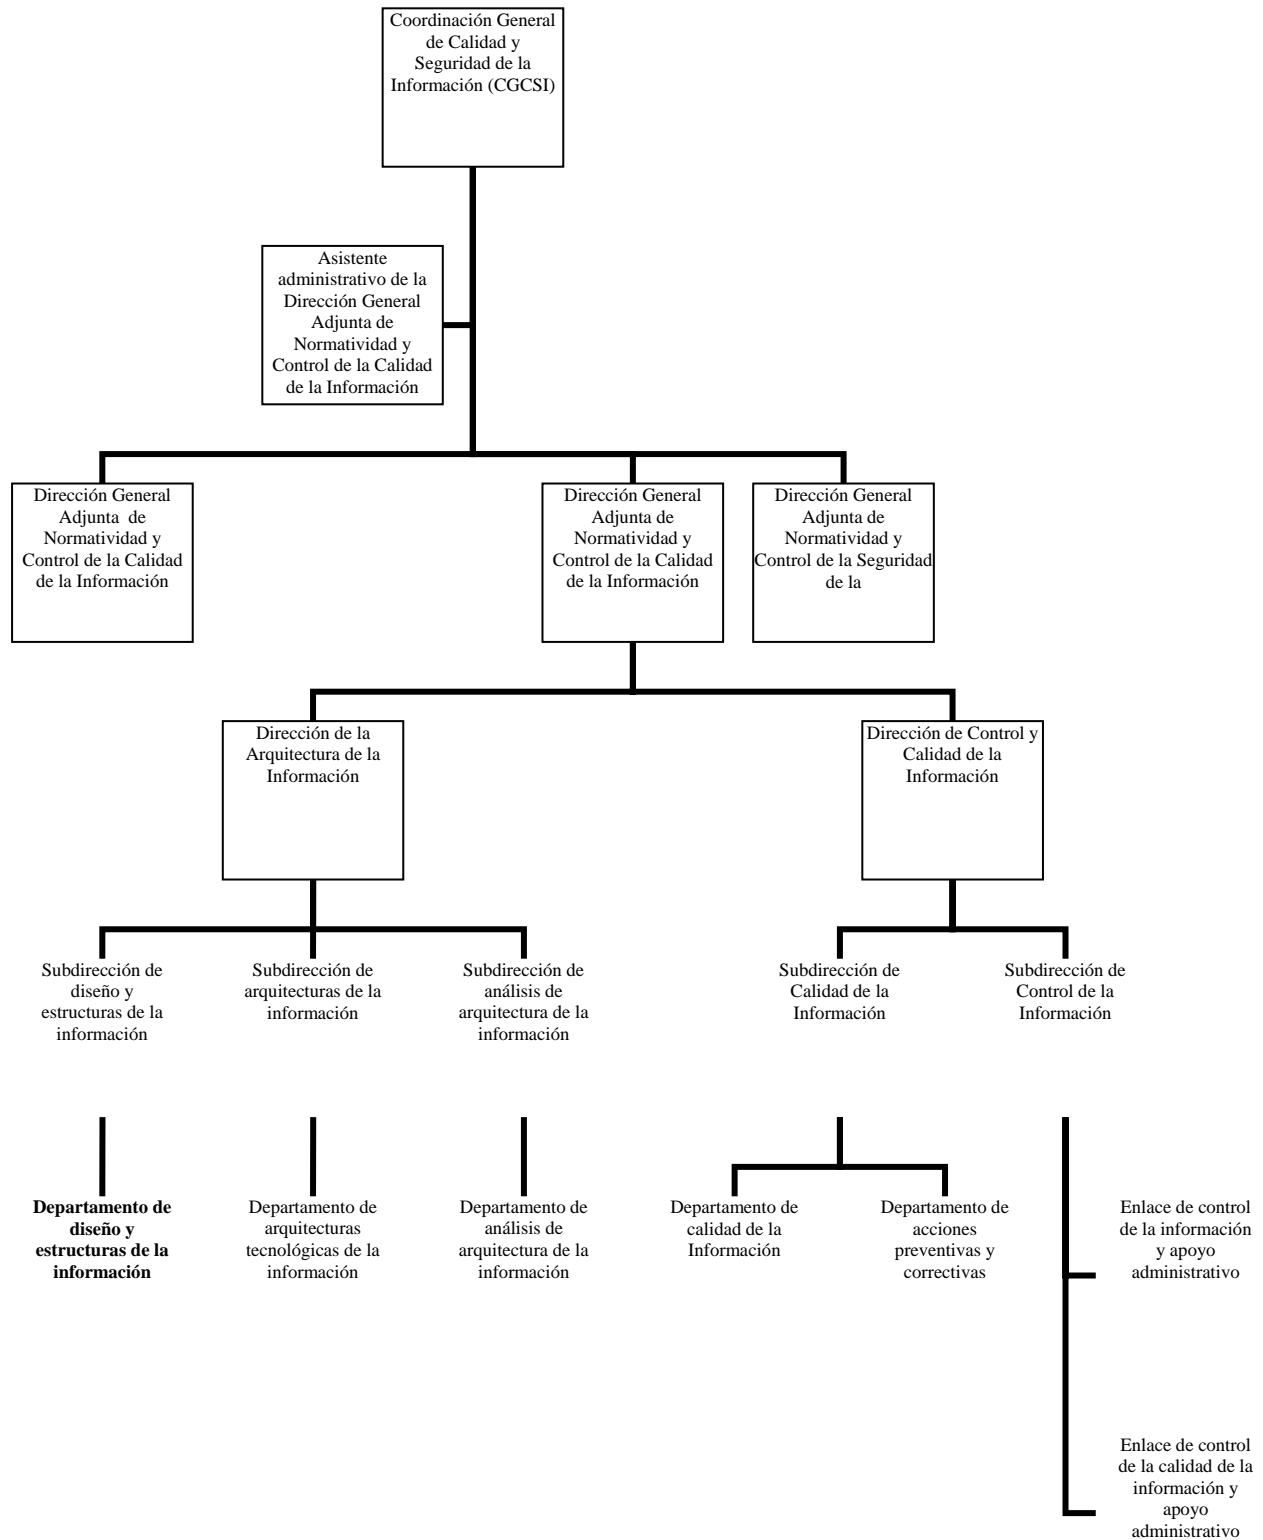 Coordinación General
de Calidad y
Seguridad de la
Información (CGCSI)
Asistente
administrativo de la
Dirección General
Adjunta de
Normatividad y
Control de la Calidad
de la Información
Dirección General
Adjunta de
Normatividad y
Control de la Calidad
de la Información
Dirección General
Adjunta de
Normatividad y
Control de la Calidad
de la Información
Dirección General
Adjunta de
Normatividad y
Control de la Seguridad
de la
Dirección de la
Arquitectura de la
Información
Dirección de Control y
Calidad de la
Información
Subdirección de
diseño y
estructuras de la
información
Subdirección de
arquitecturas de la
información
Subdirección de
análisis de
arquitectura de la
información
Subdirección de
Calidad de la
Información
Subdirección de
Control de la
Información
Departamento de
diseño y
estructuras de la
información
Departamento de
arquitecturas
tecnológicas de la
información
Departamento de
análisis de
arquitectura de la
información
Departamento de
calidad de la
Información
Departamento de
acciones
preventivas y
correctivas
Enlace de control
de la información
y apoyo
administrativo
Enlace de control
de la calidad de la
información y
apoyo
administrativo